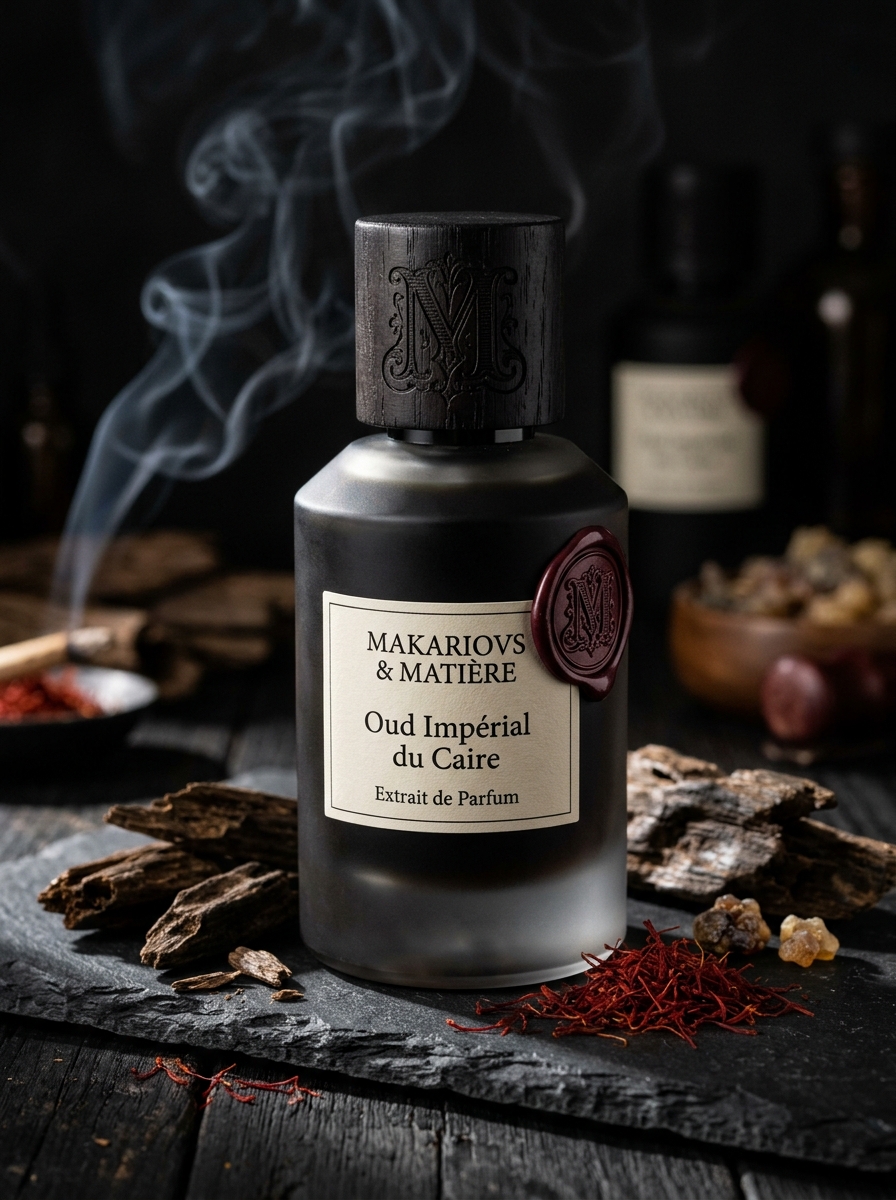 M
MAKARIOVS
& MATIÈRE
M
Oud Impérial
du Caire
Extrait de Parfum